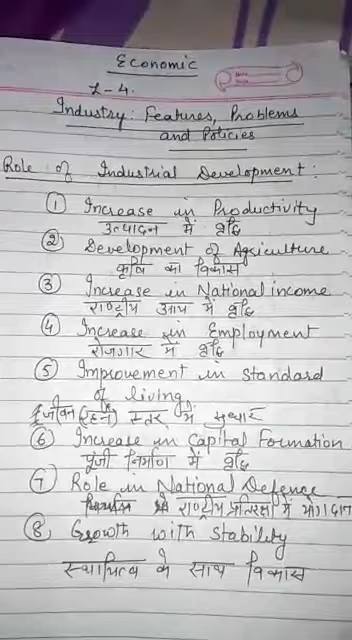 Economic
L-4.
Industry: Features, Problems
and Policies
Role of Industrial Development:
① Increase in Productivity
उत्पादन में वृद्धि
② Development of Agriculture
कृषि का विकास
③ Increase in National income
राष्ट्रीय आय में वृद्धि
④ Increase in Employment
रोजगार में वृद्धि
⑤ Improvement in Standard
of living
जीवन (रहन) स्तर में सुधार
⑥ Increase in Capital Formation
पूंजी निर्माण में वृद्धि
⑦ Role in National Defence
राष्ट्रीय प्रतिरक्षा में योगदान
⑧ Growth with Stability
स्थायित्व के साथ विकास